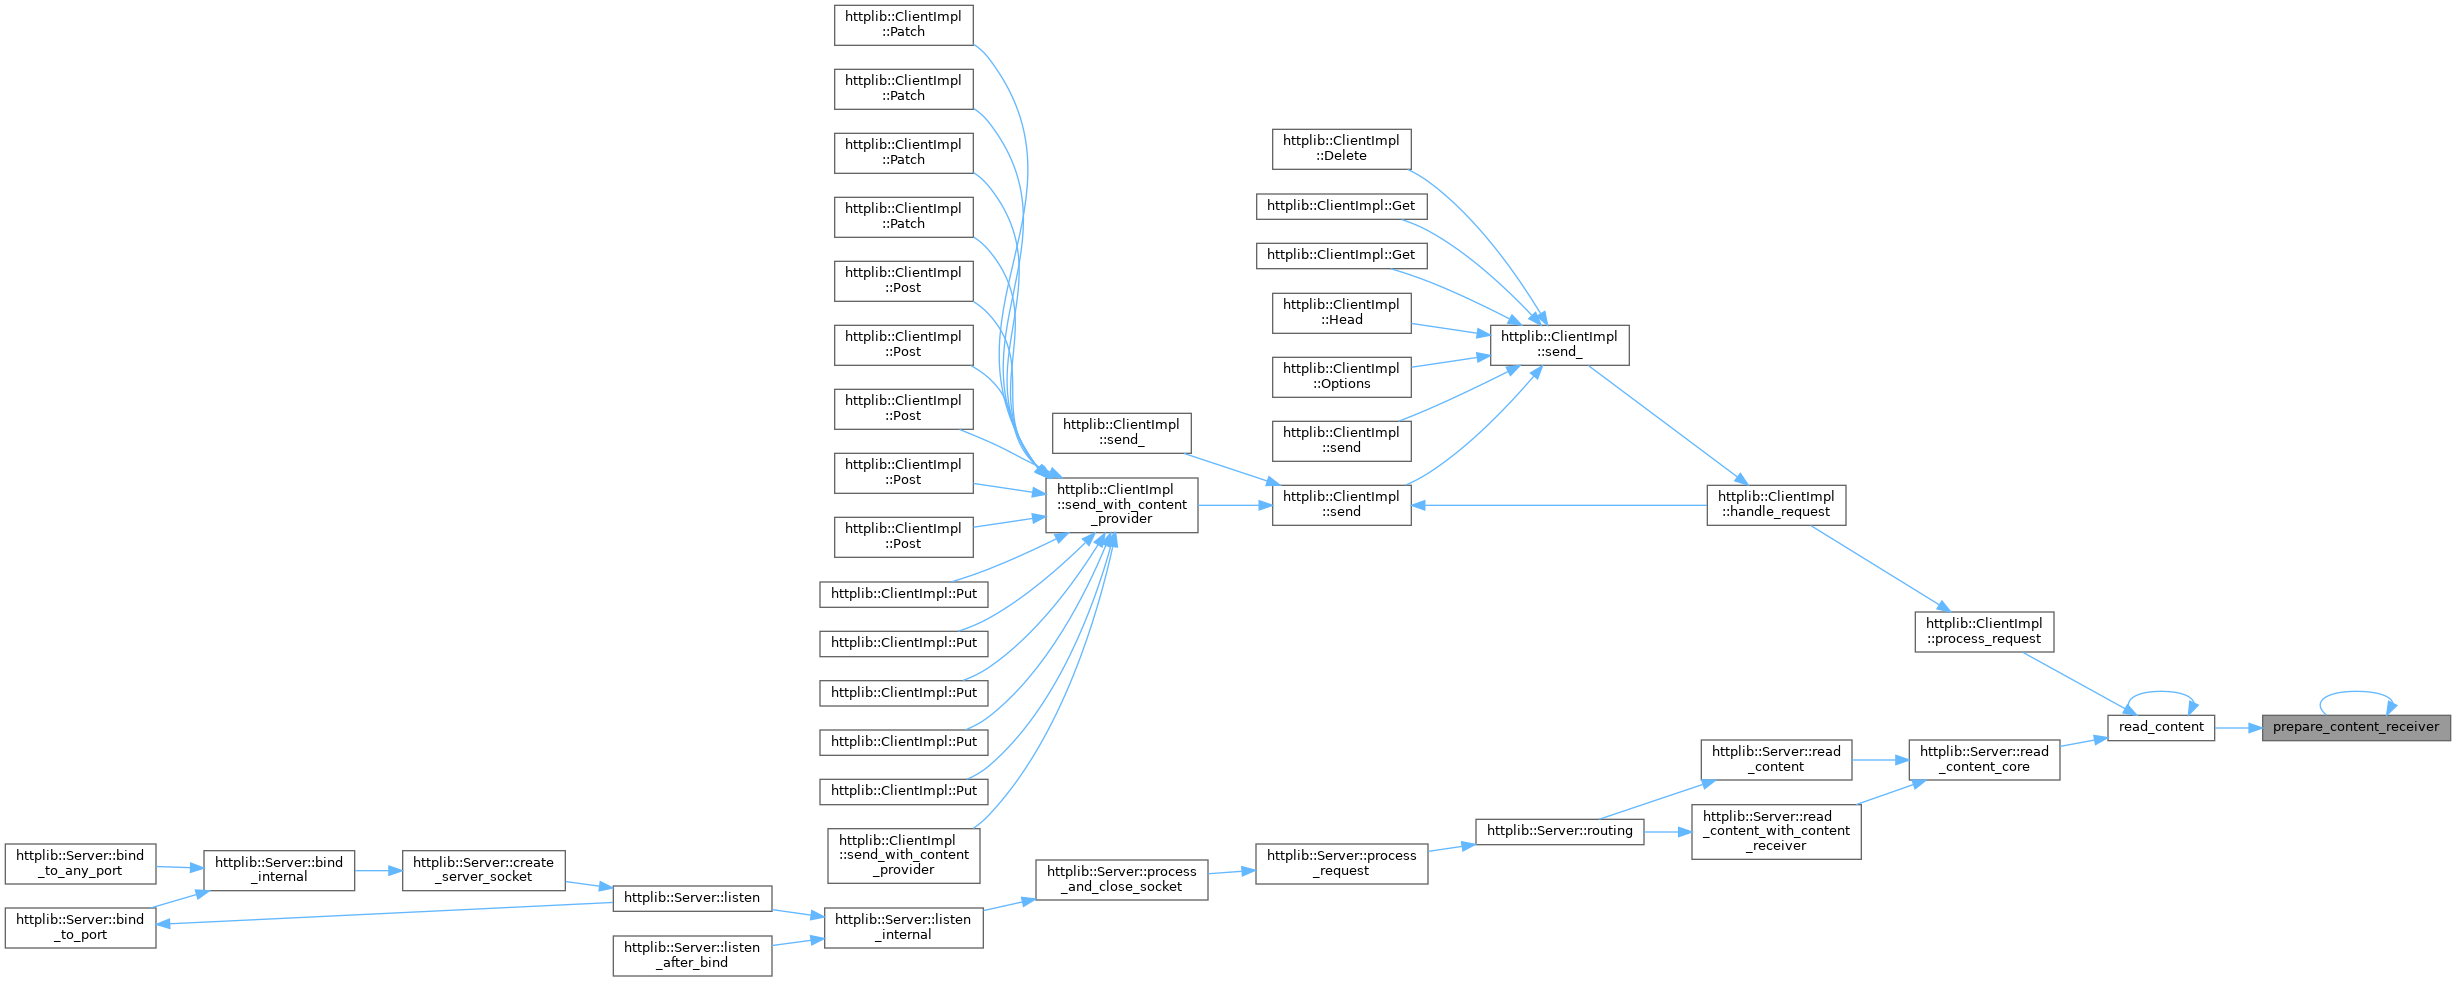 httplib::ClientImpl
::Patch
httplib::ClientImpl
::Patch
httplib::ClientImpl
::Patch
httplib::ClientImpl
::Patch
httplib::ClientImpl
::Post
httplib::ClientImpl
::Post
httplib::ClientImpl
::Post
httplib::ClientImpl
::Post
httplib::ClientImpl
::Post
httplib::ClientImpl::Put
httplib::ClientImpl::Put
httplib::ClientImpl::Put
httplib::ClientImpl::Put
httplib::ClientImpl::Put
httplib::ClientImpl
::send_with_content
_provider
httplib::ClientImpl
::send_
httplib::ClientImpl
::send_with_content
_provider
httplib::ClientImpl
::Delete
httplib::ClientImpl::Get
httplib::ClientImpl::Get
httplib::ClientImpl
::Head
httplib::ClientImpl
::Options
httplib::ClientImpl
::send
httplib::ClientImpl
::send
httplib::ClientImpl
::send_
httplib::ClientImpl
::handle_request
httplib::ClientImpl
::process_request
read_content
prepare_content_receiver
httplib::Server::read
_content_core
httplib::Server::read
_content
httplib::Server::read
_content_with_content
_receiver
httplib::Server::routing
httplib::Server::process
_request
httplib::Server::process
_and_close_socket
httplib::Server::listen
_internal
httplib::Server::listen
httplib::Server::listen
_after_bind
httplib::Server::create
_server_socket
httplib::Server::bind
_internal
httplib::Server::bind
_to_any_port
httplib::Server::bind
_to_port